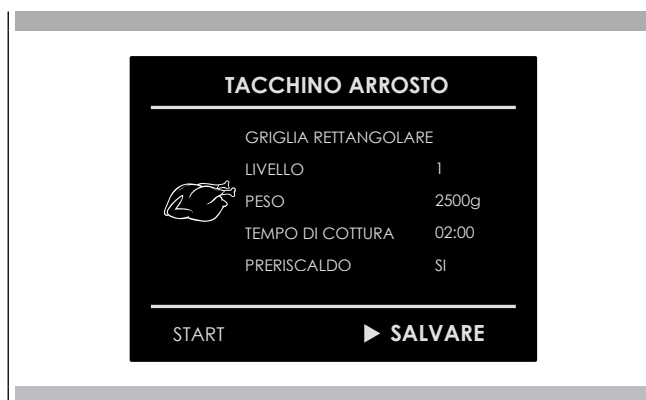 TACCHINO ARROSTO
GRIGLIA RETTANGOLARE
LIVELLO 1
PESO 2500g
TEMPO DI COTTURA 02:00
PRERISCALDO SI
START ▶ SALVARE